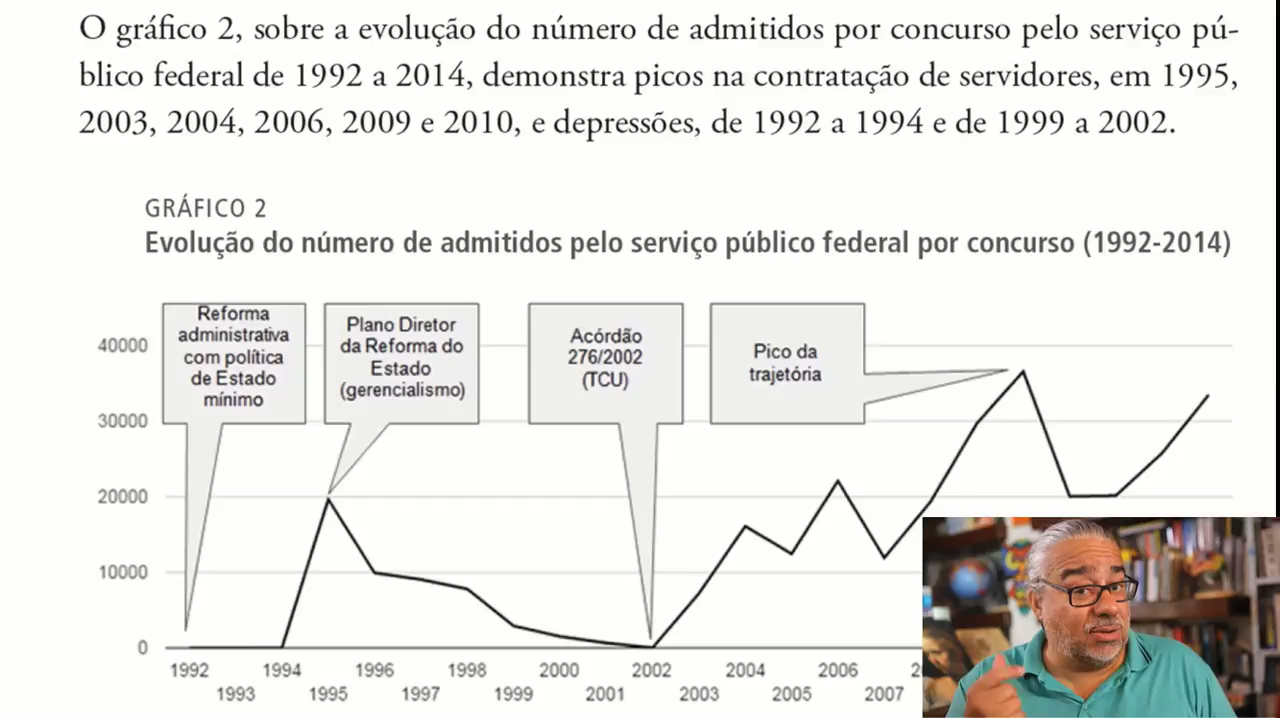 O gráfico 2, sobre a evolução do número de admitidos por concurso pelo serviço pú-
blico federal de 1992 a 2014, demonstra picos na contratação de servidores, em 1995,
2003, 2004, 2006, 2009 e 2010, e depressões, de 1992 a 1994 e de 1999 a 2002.
GRÁFICO 2
Evolução do número de admitidos pelo serviço público federal por concurso (1992-2014)
Reforma
administrativa
com política
de Estado
mínimo
Plano Diretor
da Reforma do
Estado
(gerencialismo)
Acórdão
276/2002
(TCU)
Pico da
trajetória
40000
30000
20000
10000
0
1992 1994 1996 1998 2000 2002 2004 2006
1993 1995 1997 1999 2001 2003 2005 2007